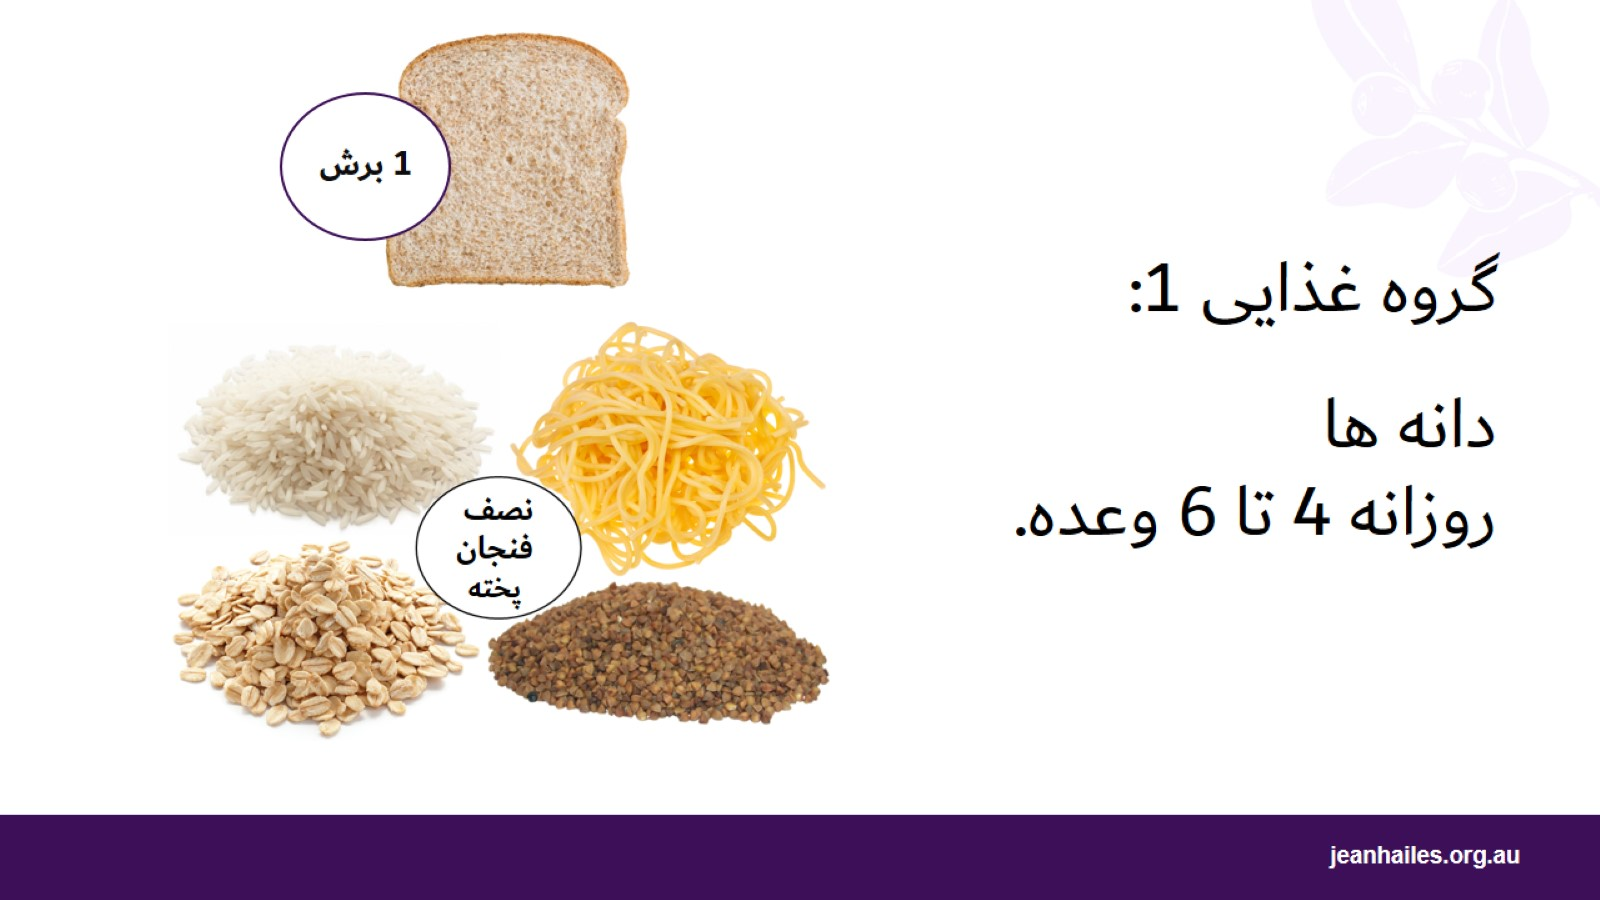 گروه غذایی 1:
دانه ها
روزانه 4 تا 6 وعده.
1 برش
نصف
فنجان
پخته
jeanhailes.org.au